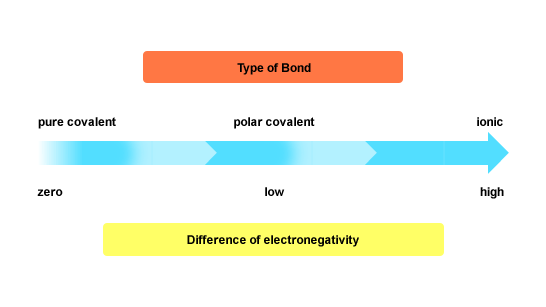 Type of Bond
pure covalent polar covalent ionic
zero low high
Difference of electronegativity